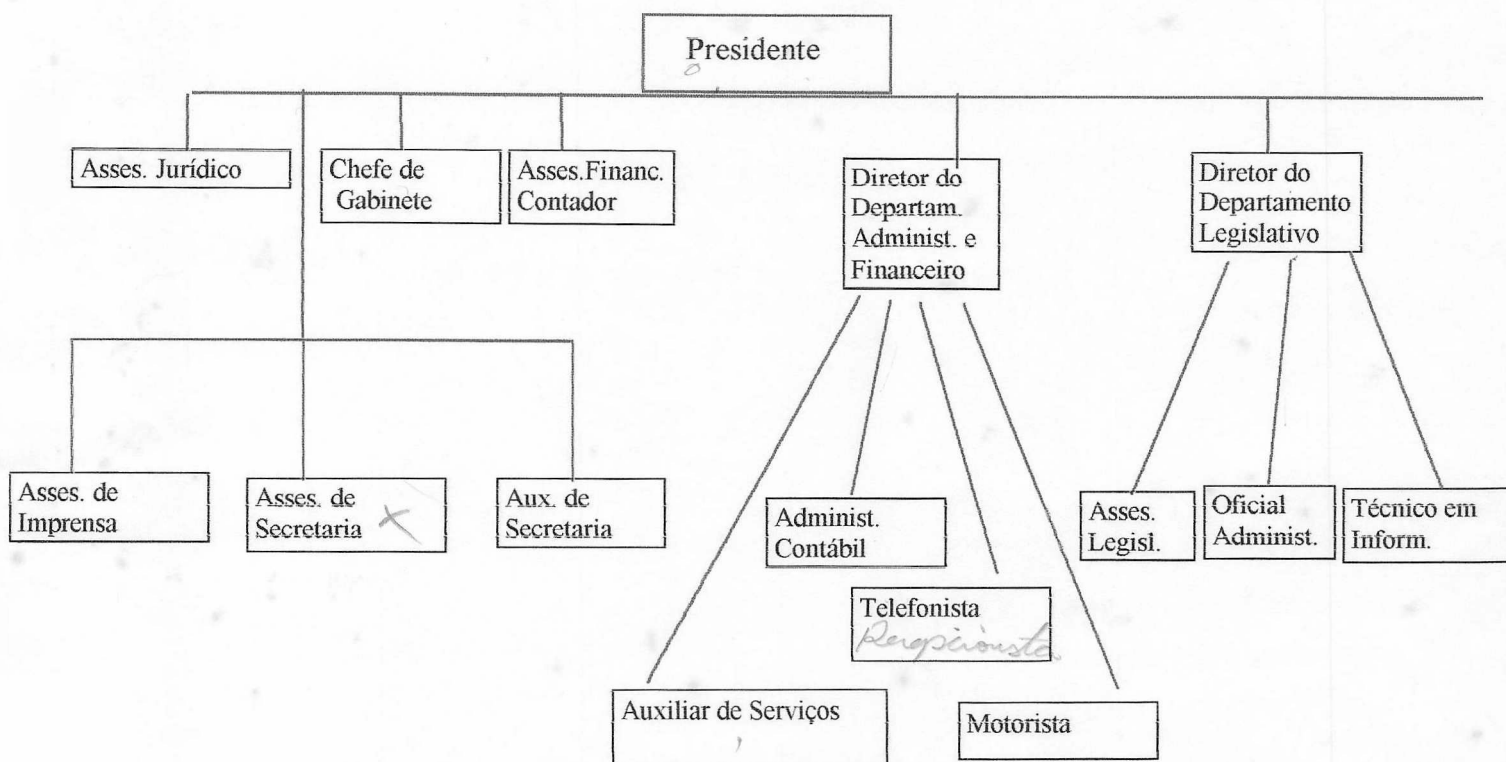 Presidente
Asses. Jurídico
Chefe de
Gabinete
Asses.Financ.
Contador
Diretor do
Departam.
Administ. e
Financeiro
Diretor do
Departamento
Legislativo
Asses. de
Imprensa
Asses. de
Secretaria
Aux. de
Secretaria
Administ.
Contábil
Asses.
Legisl.
Oficial
Administ.
Técnico em
Inform.
Telefonista
Recepcionista
Auxiliar de Serviços
Motorista